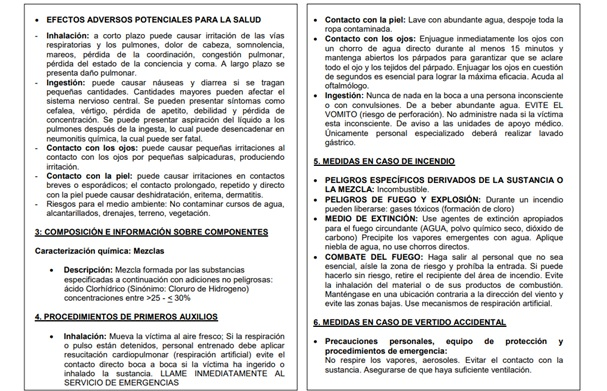 • EFECTOS ADVERSOS POTENCIALES PARA LA SALUD
- Inhalación: a corto plazo puede causar irritación de las vías
respiratorias y los pulmones, dolor de cabeza, somnolencia,
mareos, pérdida de la coordinación, congestión pulmonar,
pérdida del estado de la conciencia y coma. A largo plazo se
presenta daño pulmonar.
- Ingestión: puede causar náuseas y diarrea si se tragan
pequeñas cantidades. Cantidades mayores pueden afectar el
sistema nervioso central. Se pueden presentar síntomas como
cefalea, vértigo, pérdida de apetito, debilidad y pérdida de
concentración. Se puede presentar aspiración del líquido a los
pulmones después de la ingesta, lo cual puede desencadenar en
neumonitis química, la cual puede ser fatal.
- Contacto con los ojos: puede causar pequeñas irritaciones al
contacto con los ojos por pequeñas salpicaduras, produciendo
irritación.
- Contacto con la piel: puede causar irritaciones en contactos
breves o esporádicos; el contacto prolongado, repetido y directo
con la piel puede causar deshidratación, eritema, dermatitis.
- Riesgos para el medio ambiente: No contaminar cursos de agua,
alcantarillados, drenajes, terreno, vegetación.
3: COMPOSICIÓN E INFORMACIÓN SOBRE COMPONENTES
Caracterización química: Mezclas
• Descripción: Mezcla formada por las substancias
especificadas a continuación con adiciones no peligrosas:
ácido Clorhídrico (Sinónimo: Cloruro de Hidrogeno)
concentraciones entre >25 - ≤ 30%
4. PROCEDIMIENTOS DE PRIMEROS AUXILIOS
• Inhalación: Mueva la víctima al aire fresco; Si la respiración
o pulso están detenidos, personal entrenado debe aplicar
resucitación cardiopulmonar (respiración artificial) evite el
contacto directo boca a boca si la víctima ha ingerido o
inhalado la sustancia. LLAME INMEDIATAMENTE AL
SERVICIO DE EMERGENCIAS
• Contacto con la piel: Lave con abundante agua, despoje toda la
ropa contaminada.
• Contacto con los ojos: Enjuague inmediatamente los ojos con
un chorro de agua directo durante al menos 15 minutos y
mantenga abiertos los párpados para garantizar que se aclare
todo el ojo y los tejidos del párpado. Enjuagar los ojos en cuestión
de segundos es esencial para lograr la máxima eficacia. Acuda al
oftalmólogo.
• Ingestión: Nunca de nada en la boca a una persona inconsciente
o con convulsiones. De a beber abundante agua. EVITE EL
VOMITO (riesgo de perforación). No administre nada si la víctima
esta inconsciente. De aviso a las unidades de apoyo médico.
Únicamente personal especializado deberá realizar lavado
gástrico.
5. MEDIDAS EN CASO DE INCENDIO
• PELIGROS ESPECÍFICOS DERIVADOS DE LA SUSTANCIA O
LA MEZCLA: Incombustible.
• PELIGROS DE FUEGO Y EXPLOSIÓN: Durante un incendio
pueden liberarse: gases tóxicos (formación de cloro)
• MEDIO DE EXTINCIÓN: Use agentes de extinción apropiados
para el fuego circundante (AGUA, polvo químico seco, dióxido de
carbono) Precipite los vapores emergentes con agua. Aplique
niebla de agua, no use chorros directos.
• COMBATE DEL FUEGO: Haga salir al personal que no sea
esencial, aísle la zona de riesgo y prohíba la entrada. Si puede
hacerlo sin riesgo, retire el recipiente del área de incendio. Evite
la inhalación del material o de sus productos de combustión.
Manténgase en una ubicación contraria a la dirección del viento y
evite las zonas bajas. Use mecanismos de respiración artificial.
6. MEDIDAS EN CASO DE VERTIDO ACCIDENTAL
• Precauciones personales, equipo de protección y
procedimientos de emergencia:
No respire los vapores, aerosoles. Evitar el contacto con la
sustancia. Asegurarse de que haya suficiente ventilación.